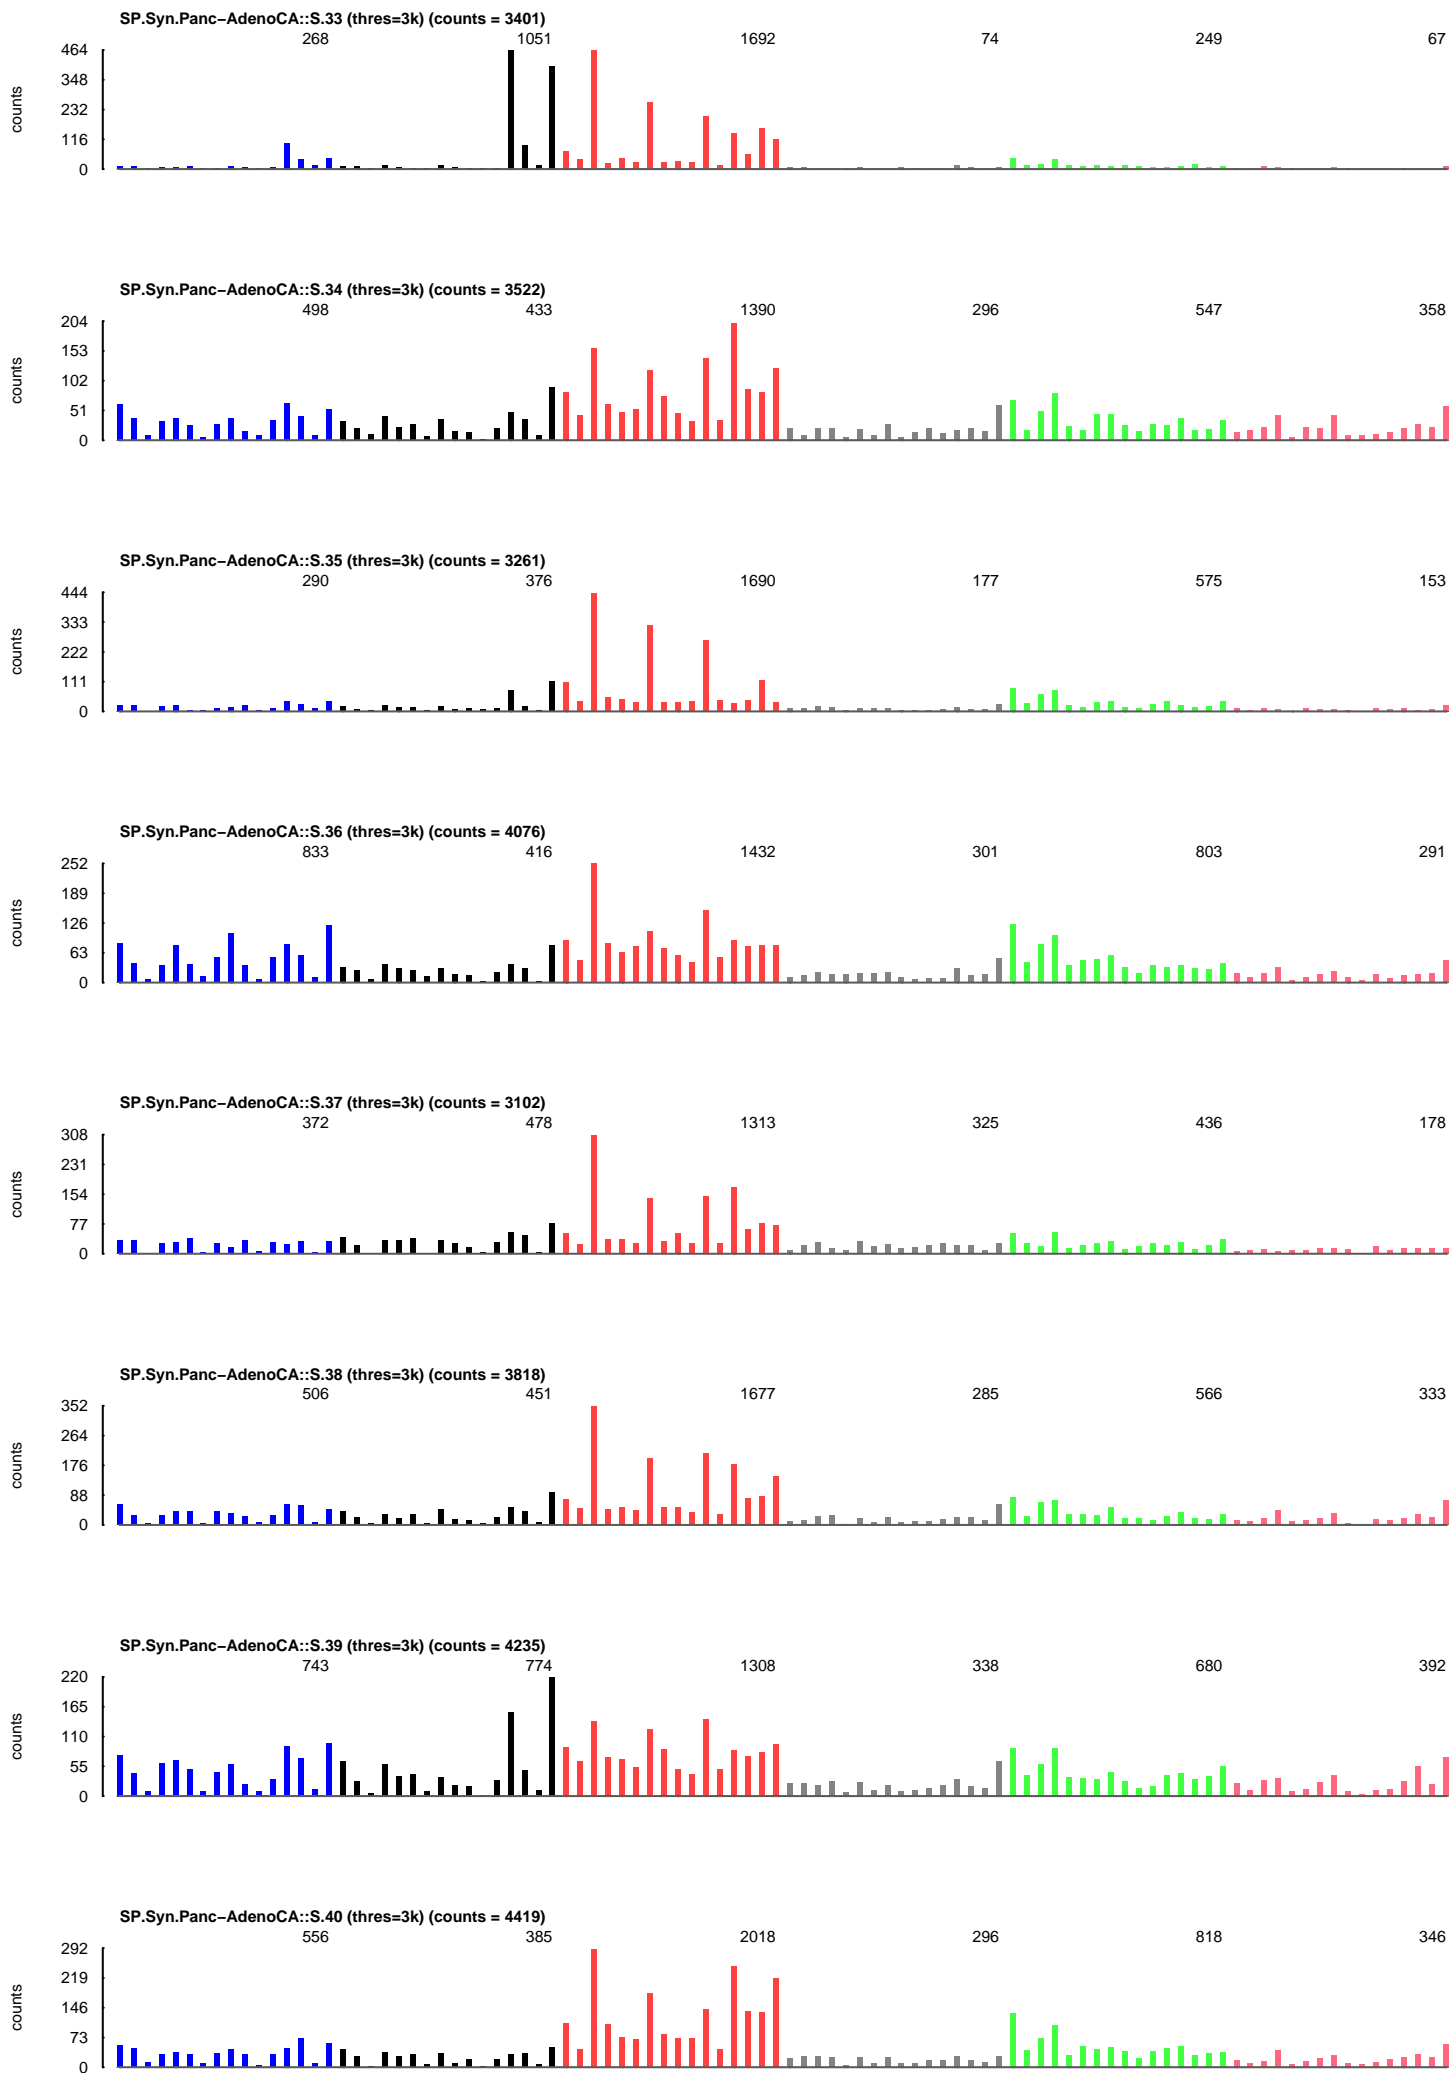 SP.Syn.Panc−AdenoCA::S.33 (thres=3k) (counts = 3401)
268 1051 1692 74 249 67
464
348
232
116
0
counts
SP.Syn.Panc−AdenoCA::S.34 (thres=3k) (counts = 3522)
498 433 1390 296 547 358
204
153
102
51
0
counts
SP.Syn.Panc−AdenoCA::S.35 (thres=3k) (counts = 3261)
290 376 1690 177 575 153
444
333
222
111
0
counts
SP.Syn.Panc−AdenoCA::S.36 (thres=3k) (counts = 4076)
833 416 1432 301 803 291
252
189
126
63
0
counts
SP.Syn.Panc−AdenoCA::S.37 (thres=3k) (counts = 3102)
372 478 1313 325 436 178
308
231
154
77
0
counts
SP.Syn.Panc−AdenoCA::S.38 (thres=3k) (counts = 3818)
506 451 1677 285 566 333
352
264
176
88
0
counts
SP.Syn.Panc−AdenoCA::S.39 (thres=3k) (counts = 4235)
743 774 1308 338 680 392
220
165
110
55
0
counts
SP.Syn.Panc−AdenoCA::S.40 (thres=3k) (counts = 4419)
556 385 2018 296 818 346
292
219
146
73
0
counts